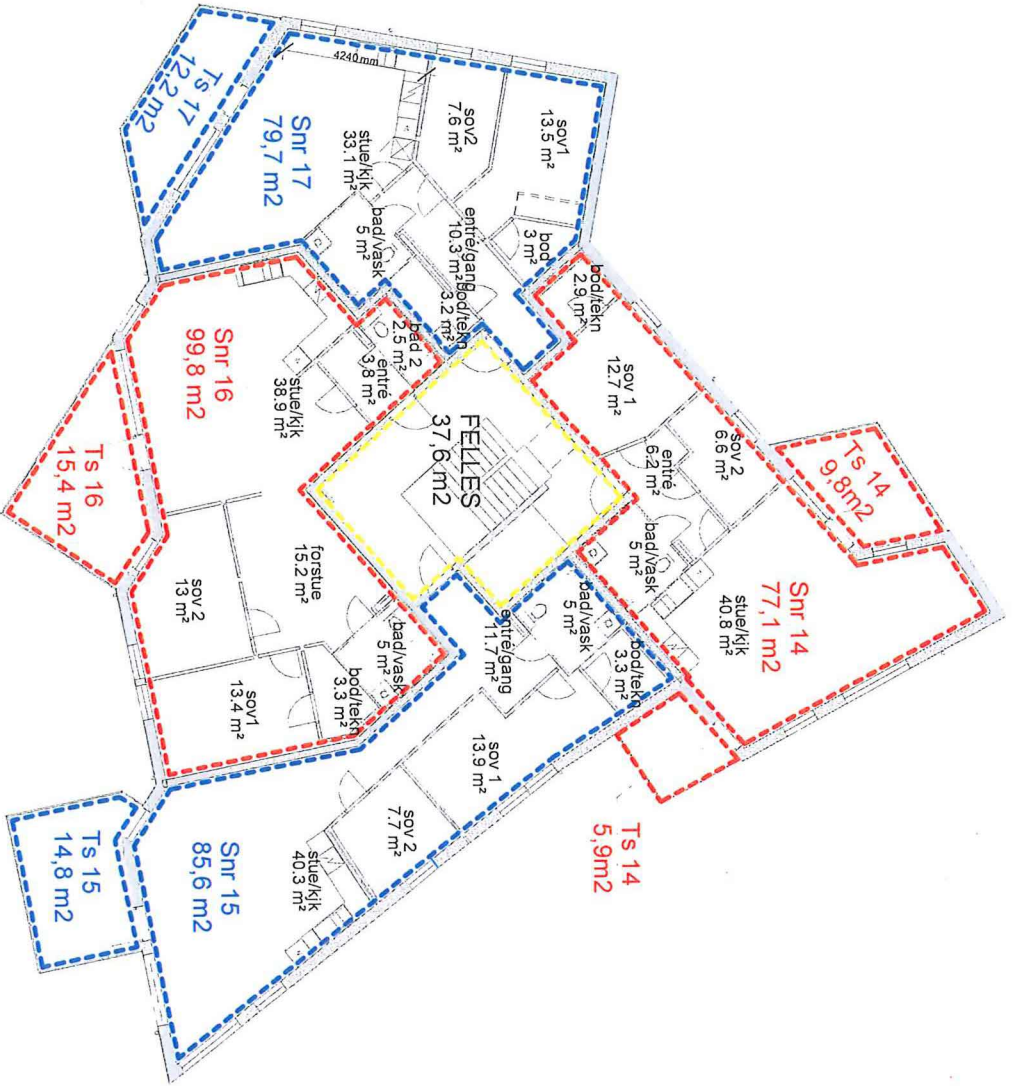 Ts 17
12,2 m2
4240 mm
Snr 17
79,7 m2
sov1
13.5 m²
sov2
7.6 m²
stue/kjk
33.1 m²
bad/vask
5 m²
entré/gang
10.3 m²
bod
3 m²
bod/tekn
3.2 m²
bod/tekn
2.9 m²
sov 1
12.7 m²
sov 2
6.6 m²
entré
6.2 m²
bad/vask
5 m²
Ts 14
9,8m2
Snr 14
77,1 m2
stue/kjk
40.8 m²
Ts 14
5,9m2
FELLES
37,6 m2
bad 2
2.5 m²
entré
3.8 m²
Snr 16
99,8 m2
stue/kjk
38.9 m²
Ts 16
15,4 m2
forstue
15.2 m²
sov 2
13 m²
sov1
13.4 m²
bad/vask
5 m²
bod/tekn
3.3 m²
entré/gang
11.7 m²
bad/vask
5 m²
bod/tekn
3.3 m²
sov 1
13.9 m²
sov 2
7.7 m²
stue/kjk
40.3 m²
Snr 15
85,6 m2
Ts 15
14,8 m2